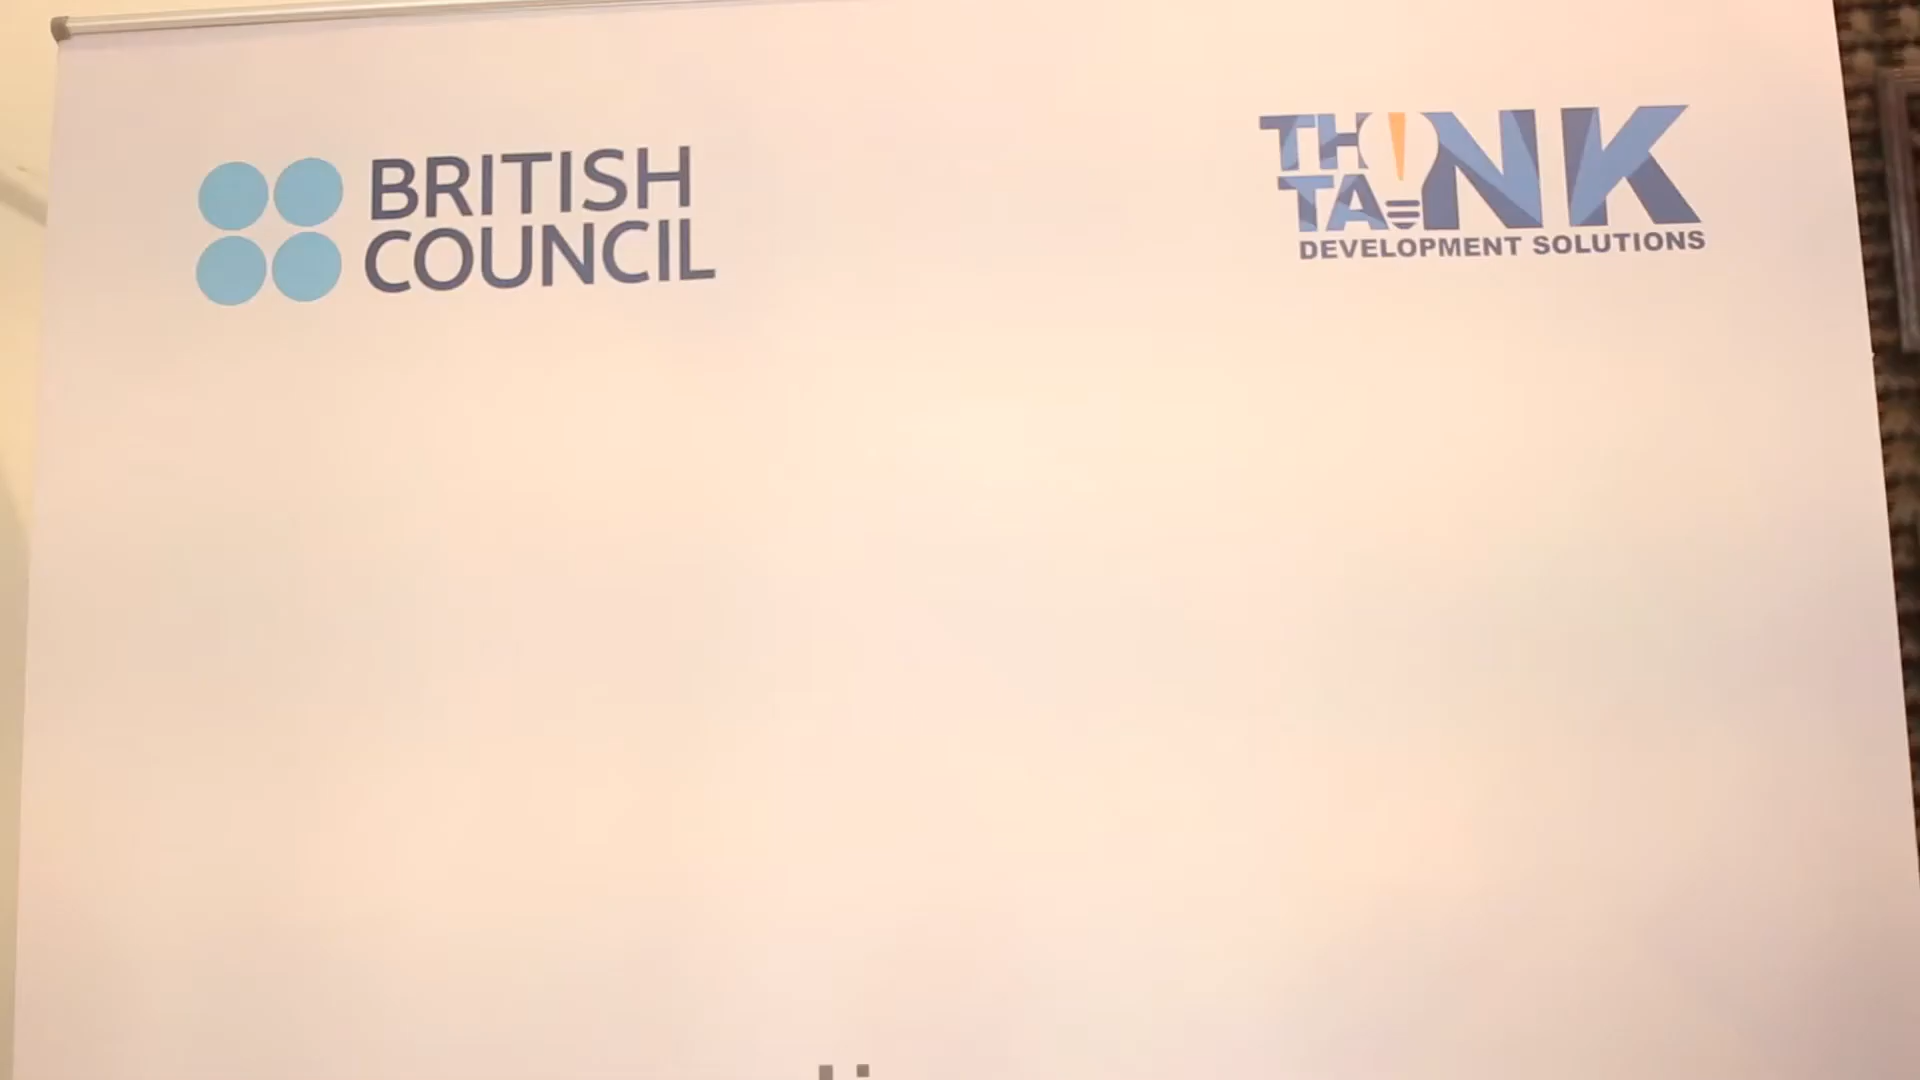 BRITISH
COUNCIL
THINK
TANK
DEVELOPMENT SOLUTIONS